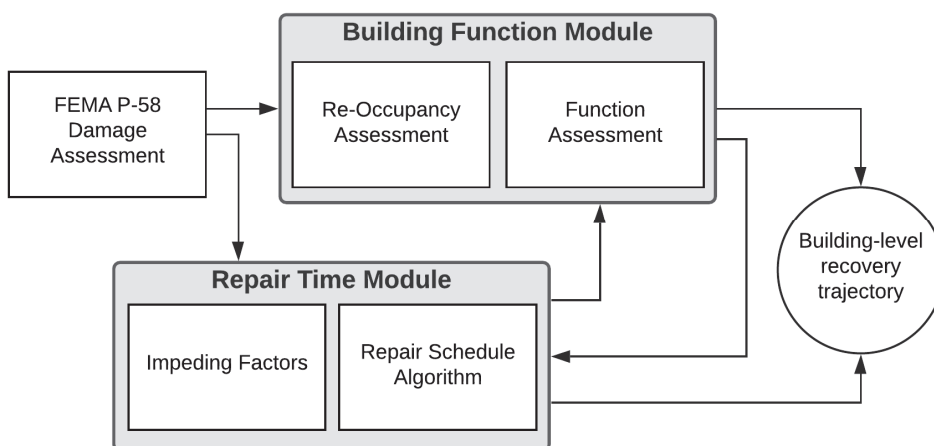 Building Function Module
FEMA P-58
Damage
Assessment
Re-Occupancy
Assessment
Function
Assessment
Building-level
recovery
trajectory
Repair Time Module
Impeding Factors
Repair Schedule
Algorithm